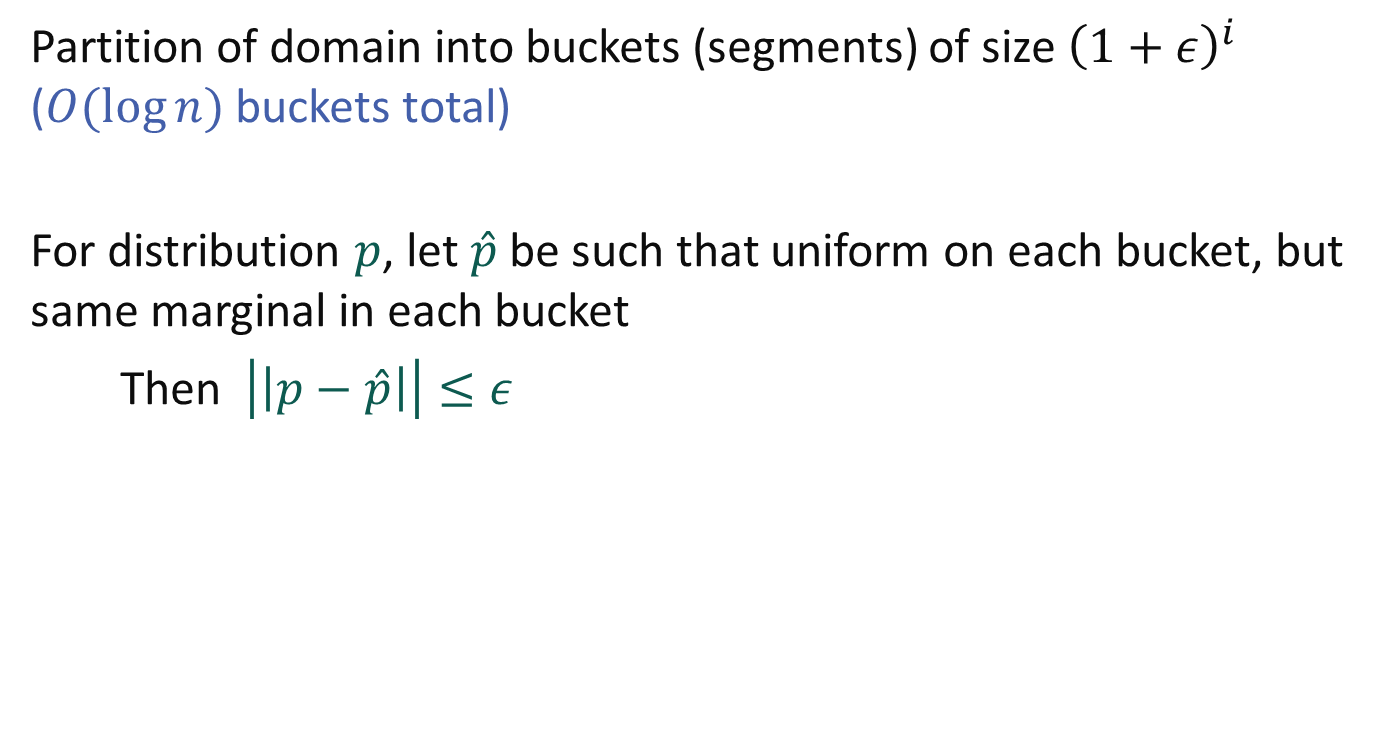 Partition of domain into buckets (segments) of size (1 + ϵ)^i
(O(log n) buckets total)
For distribution p, let p̂ be such that uniform on each bucket, but
same marginal in each bucket
Then ||p − p̂|| ≤ ϵ